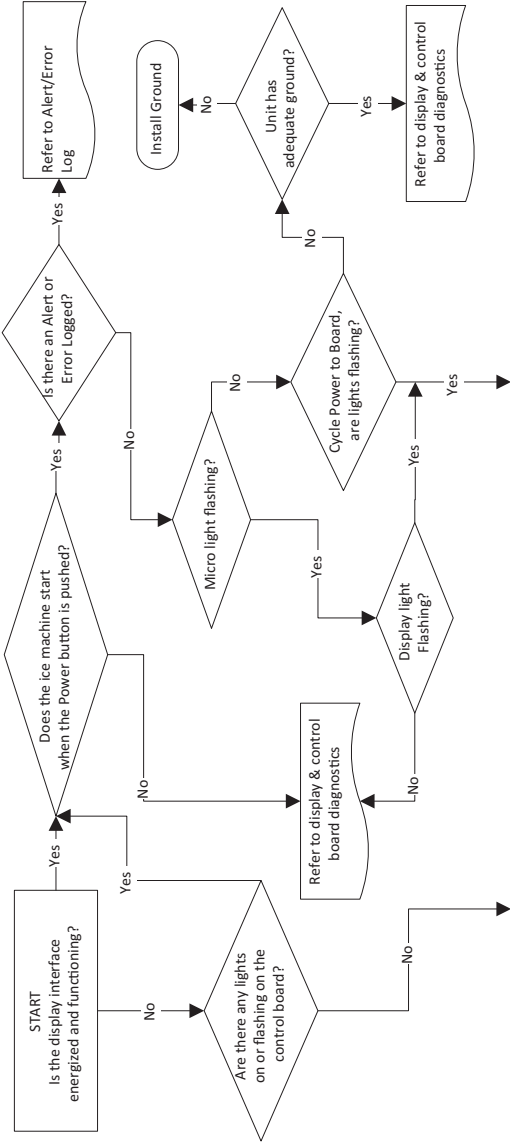 START
Is the display interface
energized and functioning?
Yes
No
Are there any lights
on or flashing on the
control board?
Yes
No
Does the ice machine start
when the Power button is pushed?
Yes
No
Refer to display & control
board diagnostics
Is there an Alert or
Error Logged?
Yes
Refer to Alert/Error
Log
No
Micro light flashing?
Yes
No
Display light
Flashing?
No
Yes
Cycle Power to Board,
are lights flashing?
No
Yes
Unit has
adequate ground?
No
Install Ground
Yes
Refer to display & control
board diagnostics